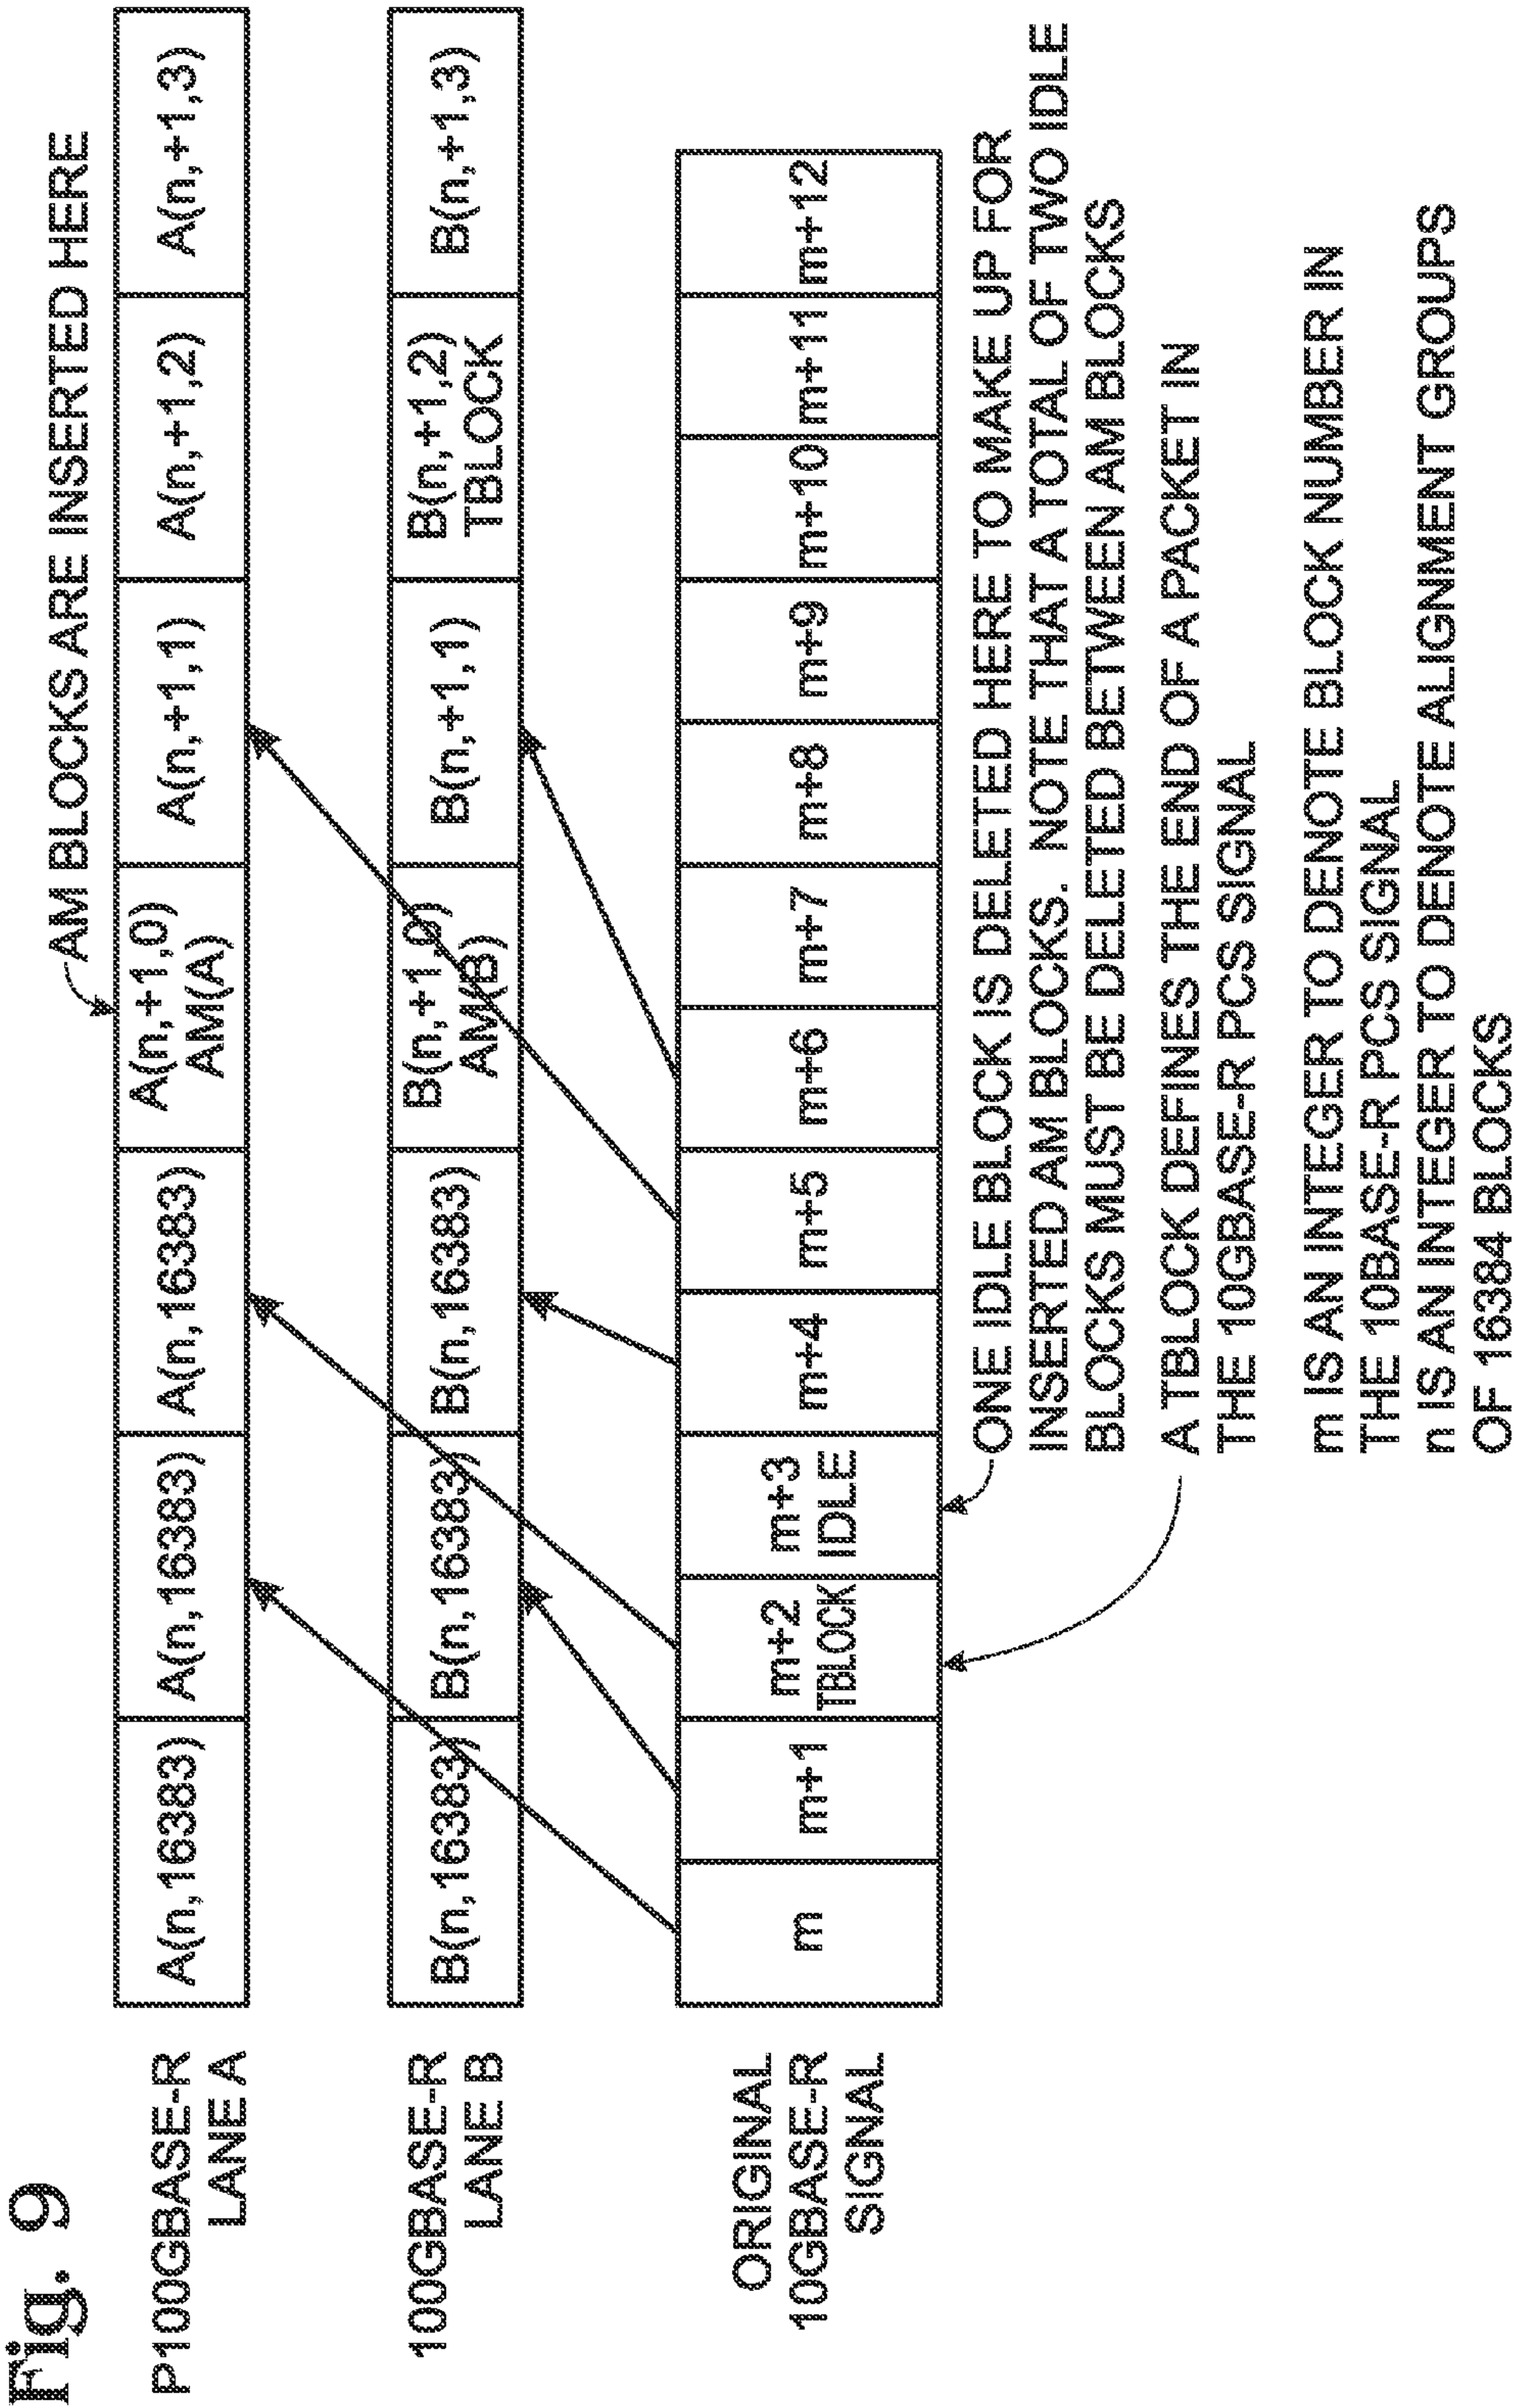 Fig. 9
AM BLOCKS ARE INSERTED HERE
P100GBASE-R
LANE A
A(n,16383)
A(n,16383)
A(n,16383)
A(n,+1,0)
AM(A)
A(n,+1,1)
A(n,+1,2)
A(n,+1,3)
100GBASE-R
LANE B
B(n,16383)
B(n,16383)
B(n,16383)
B(n,+1,0)
AM(B)
B(n,+1,1)
B(n,+1,2)
TBLOCK
B(n,+1,3)
ORIGINAL
10GBASE-R
SIGNAL
m
m+1
m+2
TBLOCK
m+3
IDLE
m+4
m+5
m+6
m+7
m+8
m+9
m+10
m+11
m+12
ONE IDLE BLOCK IS DELETED HERE TO MAKE UP FOR
INSERTED AM BLOCKS. NOTE THAT A TOTAL OF TWO IDLE
BLOCKS MUST BE DELETED BETWEEN AM BLOCKS
A TBLOCK DEFINES THE END OF A PACKET IN
THE 10GBASE-R PCS SIGNAL
m IS AN INTEGER TO DENOTE BLOCK NUMBER IN
THE 10BASE-R PCS SIGNAL
n IS AN INTEGER TO DENOTE ALIGNMENT GROUPS
OF 16384 BLOCKS